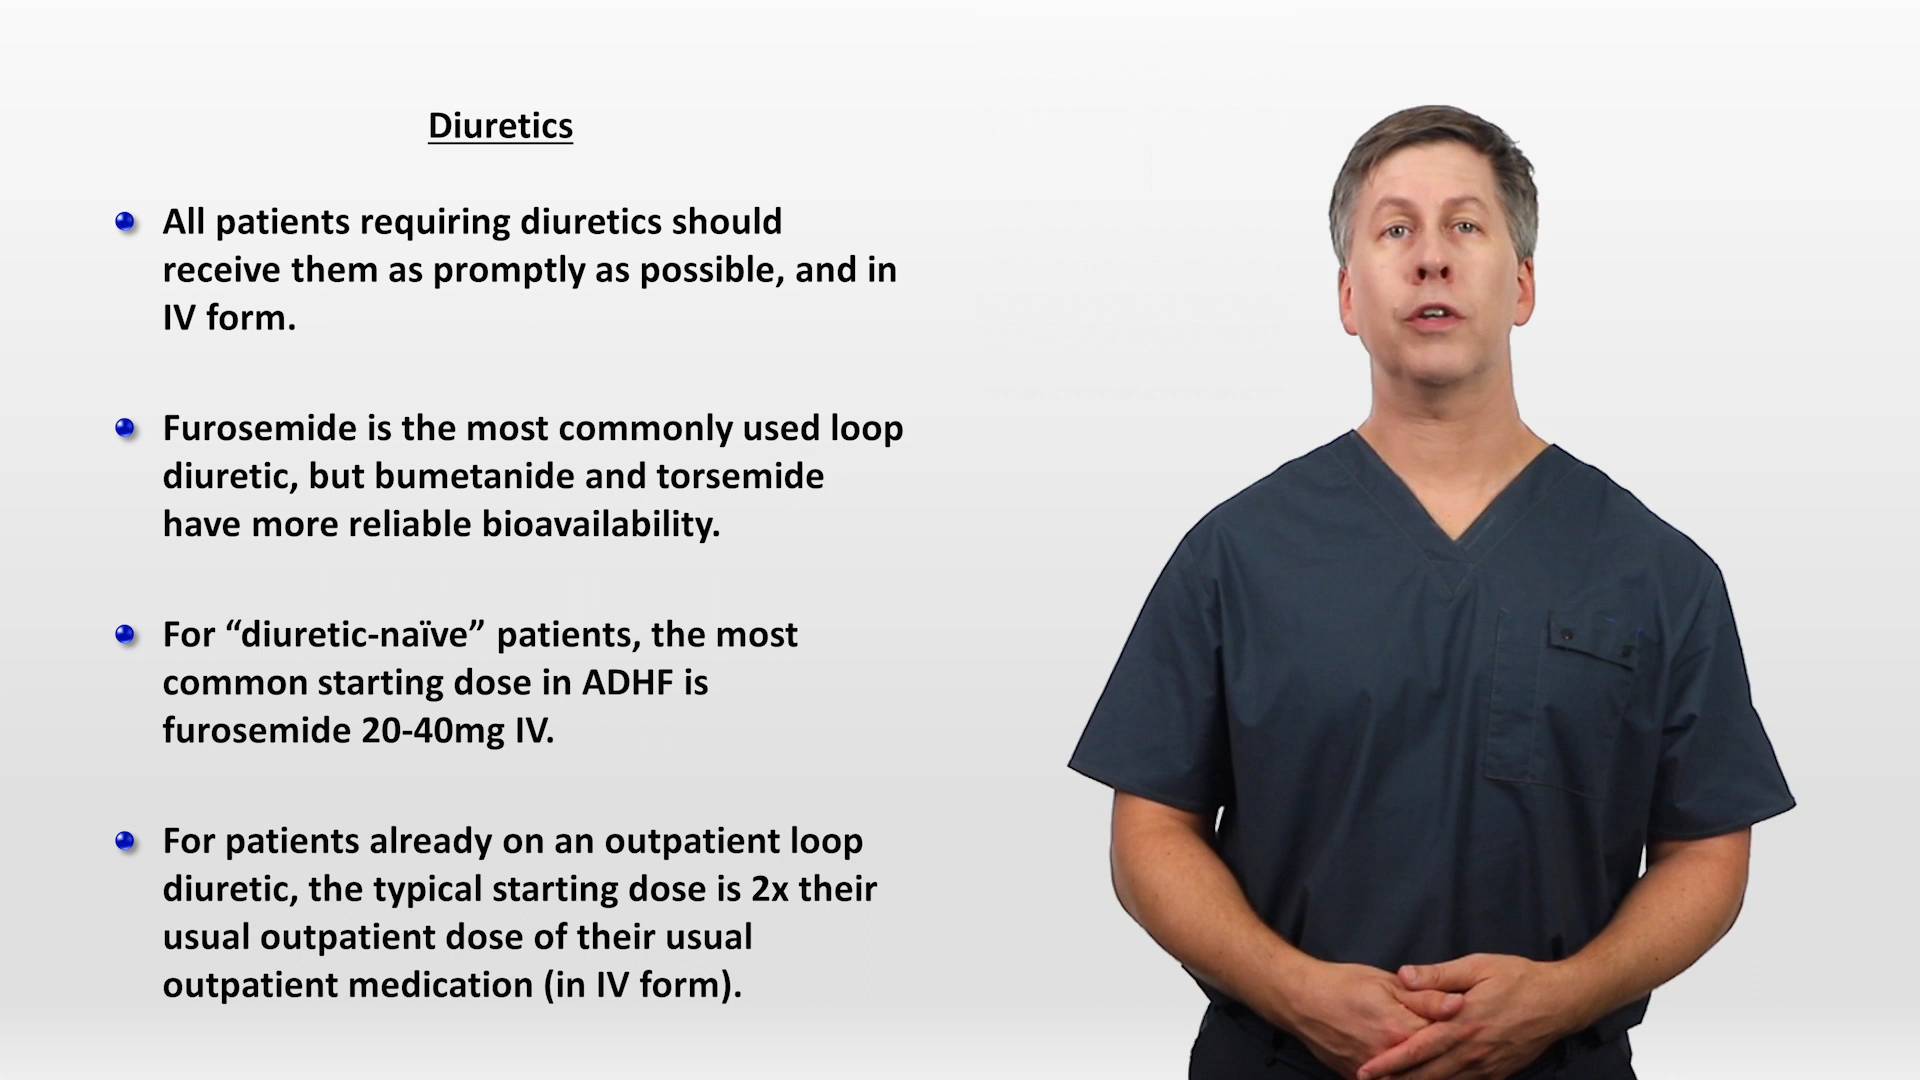 Diuretics
All patients requiring diuretics should
receive them as promptly as possible, and in
IV form.
Furosemide is the most commonly used loop
diuretic, but bumetanide and torsemide
have more reliable bioavailability.
For “diuretic-naïve” patients, the most
common starting dose in ADHF is
furosemide 20-40mg IV.
For patients already on an outpatient loop
diuretic, the typical starting dose is 2x their
usual outpatient dose of their usual
outpatient medication (in IV form).